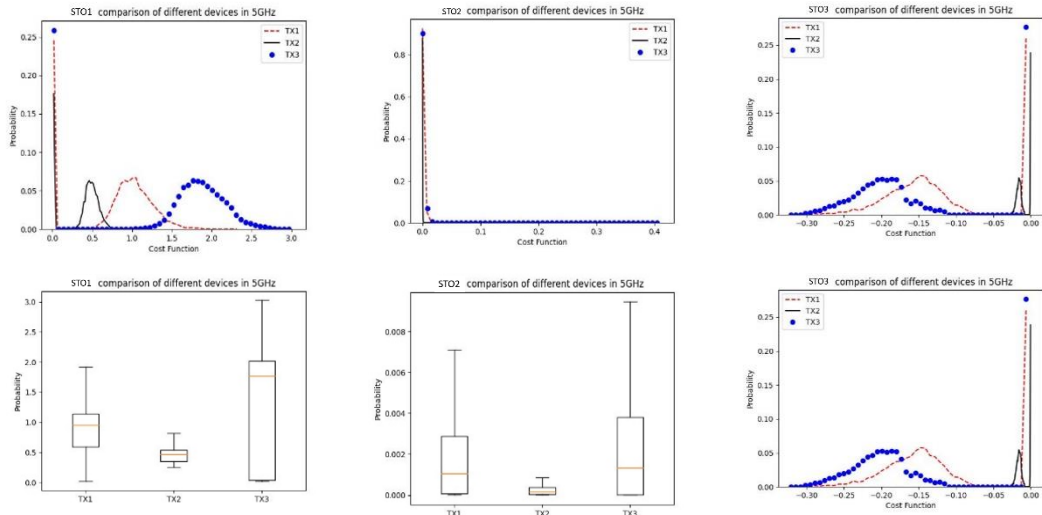 STO1 comparison of different devices in 5GHz
TX1
TX2
TX3
Probability
0.25
0.20
0.15
0.10
0.05
0.00
0.0 0.5 1.0 1.5 2.0 2.5 3.0
Cost Function
STO2 comparison of different devices in 5GHz
TX1
TX2
TX3
Probability
0.8
0.6
0.4
0.2
0.0
0.0 0.1 0.2 0.3 0.4
Cost Function
STO3 comparison of different devices in 5GHz
TX1
TX2
TX3
Probability
0.25
0.20
0.15
0.10
0.05
0.00
−0.30 −0.25 −0.20 −0.15 −0.10 −0.05 0.00
Cost Function
STO1 comparison of different devices in 5GHz
Probability
3.0
2.5
2.0
1.5
1.0
0.5
0.0
TX1 TX2 TX3
STO2 comparison of different devices in 5GHz
Probability
0.008
0.006
0.004
0.002
0.000
TX1 TX2 TX3
STO3 comparison of different devices in 5GHz
TX1
TX2
TX3
Probability
0.25
0.20
0.15
0.10
0.05
0.00
−0.30 −0.25 −0.20 −0.15 −0.10 −0.05 0.00
Cost Function